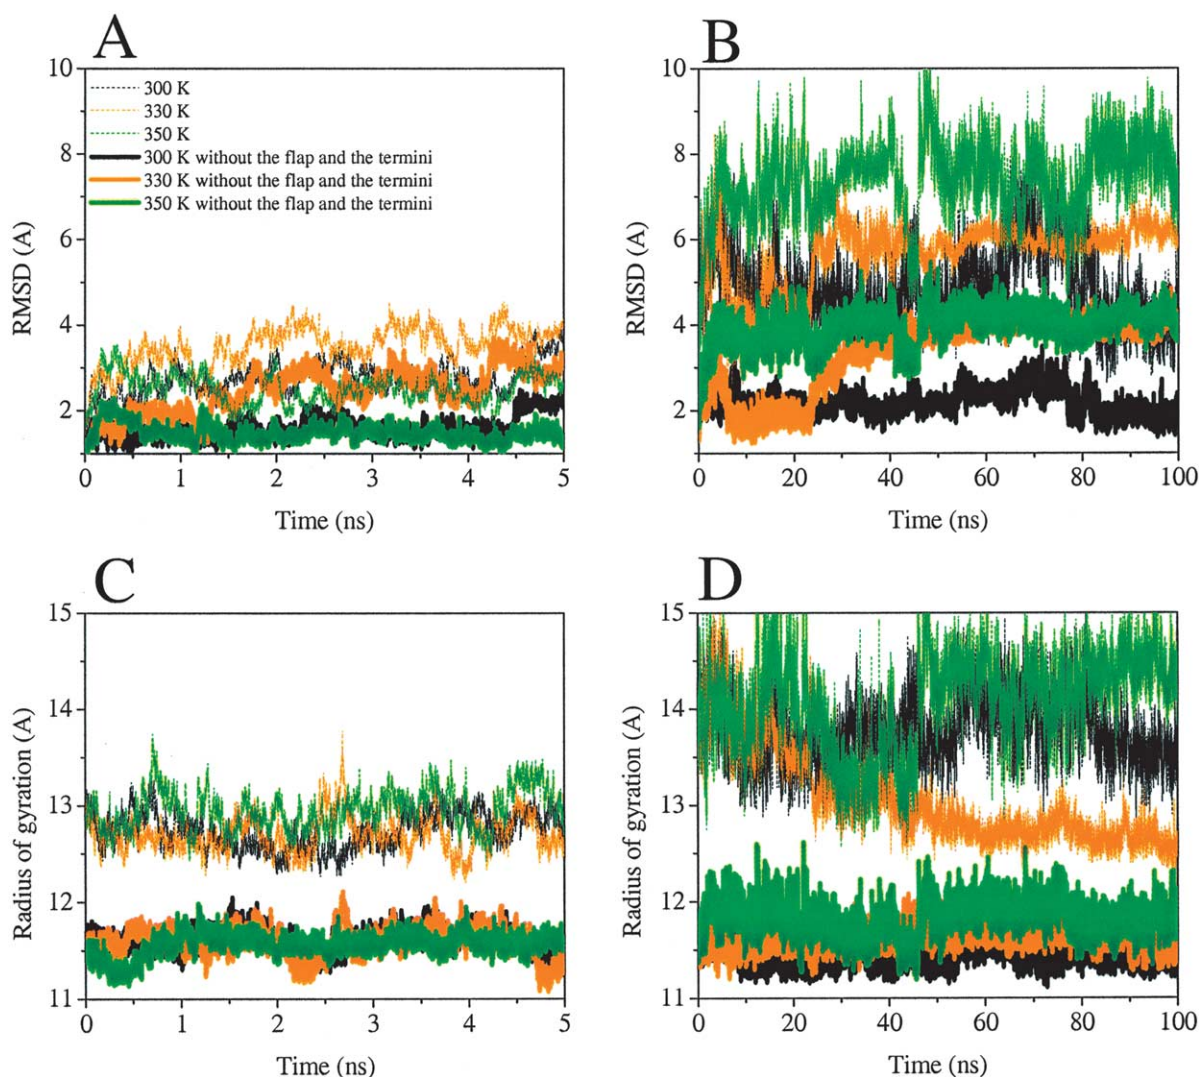 A
B
10
8
6
4
2
RMSD (A)
300 K
330 K
350 K
300 K without the flap and the termini
330 K without the flap and the termini
350 K without the flap and the termini
0 1 2 3 4 5
Time (ns)
10
8
6
4
2
RMSD (A)
0 20 40 60 80 100
Time (ns)
C
D
15
14
13
12
11
Radius of gyration (A)
0 1 2 3 4 5
Time (ns)
15
14
13
12
11
Radius of gyration (A)
0 20 40 60 80 100
Time (ns)